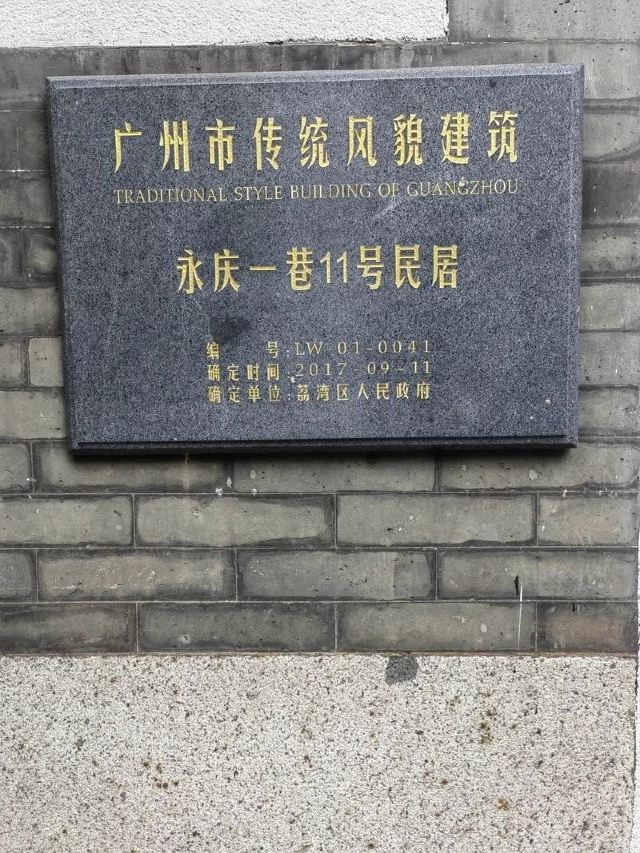 广州市传统风貌建筑
TRADITIONAL STYLE BUILDING OF GUANGZHOU
永庆一巷11号民居
编 号:LW-01-0041
确定时间:2017-09-11
确定单位:荔湾区人民政府